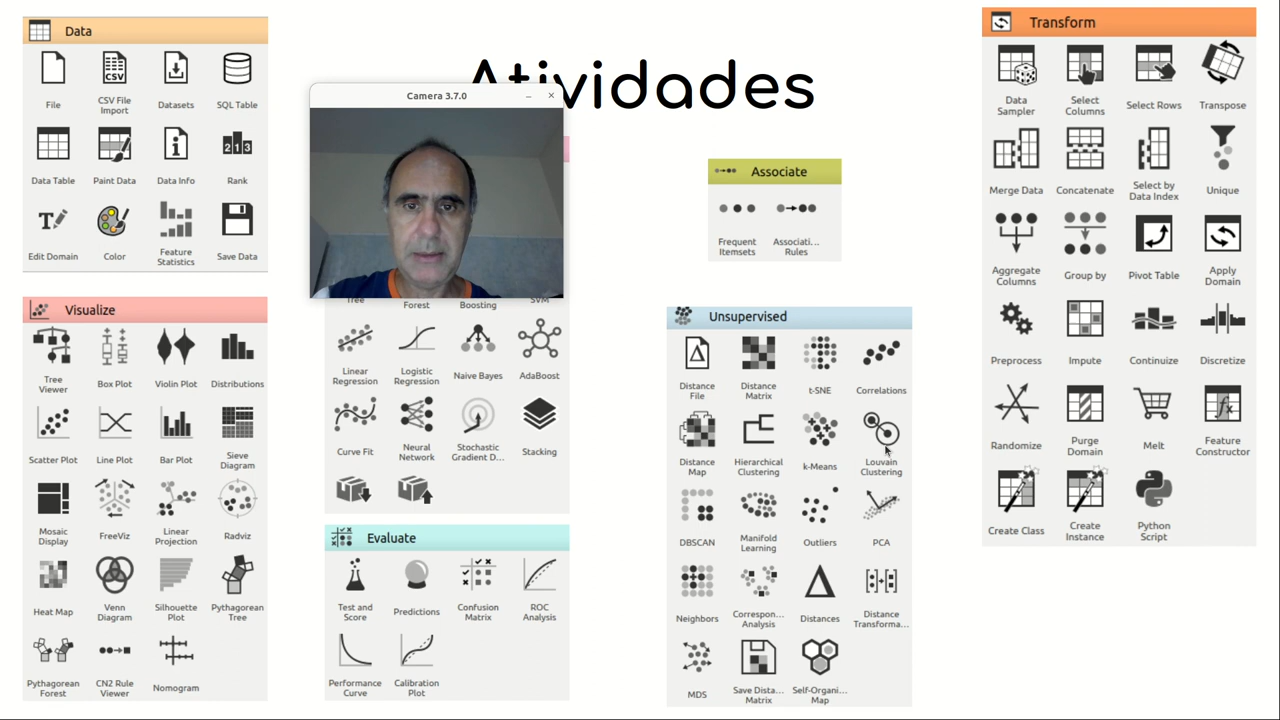 Data
File
CSV File
Import
Datasets
SQL Table
Data Table
Paint Data
Data Info
Rank
Edit Domain
Color
Feature
Statistics
Save Data
Visualize
Tree
Viewer
Box Plot
Violin Plot
Distributions
Scatter Plot
Line Plot
Bar Plot
Sieve
Diagram
Mosaic
Display
FreeViz
Linear
Projection
Radviz
Heat Map
Venn
Diagram
Silhouette
Plot
Pythagorean
Tree
Pythagorean
Forest
CN2 Rule
Viewer
Nomogram
Atividades
Camera 3.7.0
Tree
Forest
Boosting
SVM
Linear
Regression
Logistic
Regression
Naive Bayes
AdaBoost
Curve Fit
Neural
Network
Stochastic
Gradient D...
Stacking
Evaluate
Test and
Score
Predictions
Confusion
Matrix
ROC
Analysis
Performance
Curve
Calibration
Plot
Associate
Frequent
Itemsets
Associati...
Rules
Unsupervised
Distance
File
Distance
Matrix
t-SNE
Correlations
Distance
Map
Hierarchical
Clustering
k-Means
Louvain
Clustering
DBSCAN
Manifold
Learning
Outliers
PCA
Neighbors
Correspon...
Analysis
Distances
Distance
Transforma...
MDS
Save Dista...
Matrix
Self-Organi...
Map
Transform
Data
Sampler
Select
Columns
Select Rows
Transpose
Merge Data
Concatenate
Select by
Data Index
Unique
Aggregate
Columns
Group by
Pivot Table
Apply
Domain
Preprocess
Impute
Continuize
Discretize
Randomize
Purge
Domain
Melt
Feature
Constructor
Create Class
Create
Instance
Python
Script